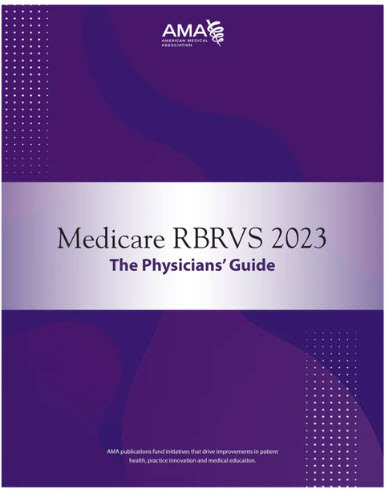 AMA
AMERICAN MEDICAL
ASSOCIATION
Medicare RBRVS 2023
The Physicians’ Guide
AMA publications fund initiatives that drive improvements in patient
health, practice innovation and medical education.